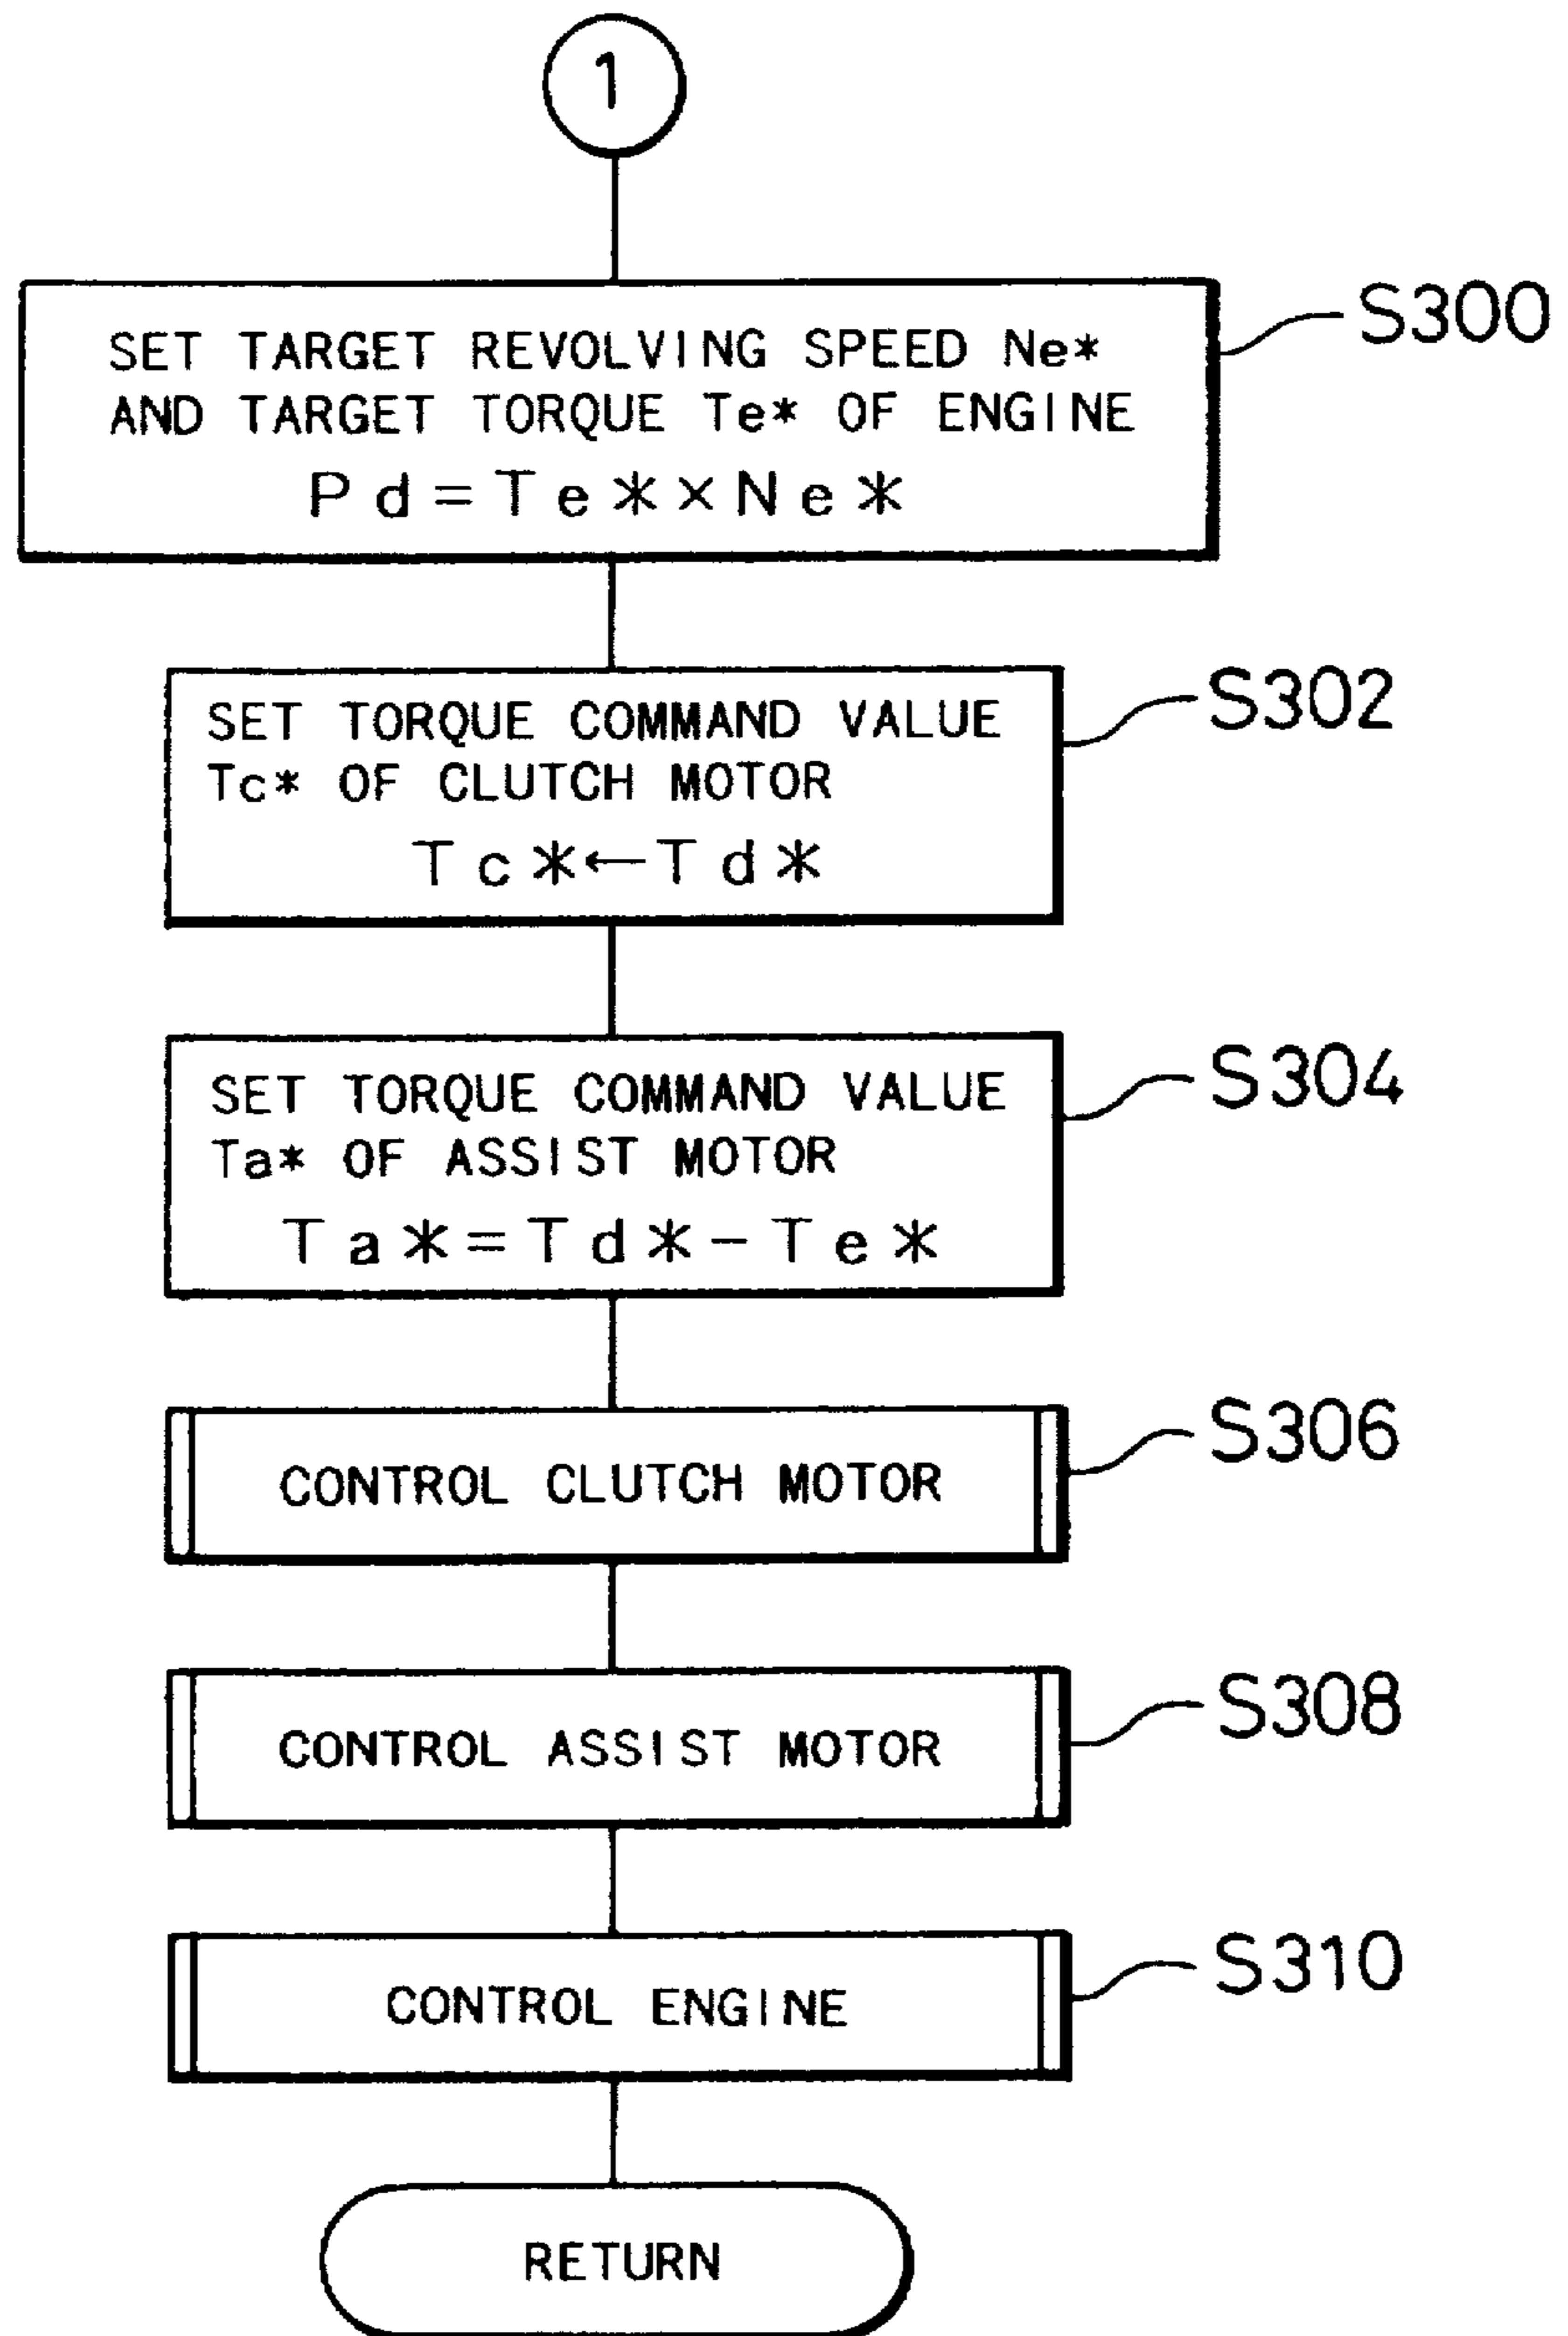 1
S300
SET TARGET REVOLVING SPEED Ne*
AND TARGET TORQUE Te* OF ENGINE
Pd=Te*×Ne*
S302
SET TORQUE COMMAND VALUE
Tc* OF CLUTCH MOTOR
Tc*←Td*
S304
SET TORQUE COMMAND VALUE
Ta* OF ASSIST MOTOR
Ta*=Td*-Te*
S306
CONTROL CLUTCH MOTOR
S308
CONTROL ASSIST MOTOR
S310
CONTROL ENGINE
RETURN